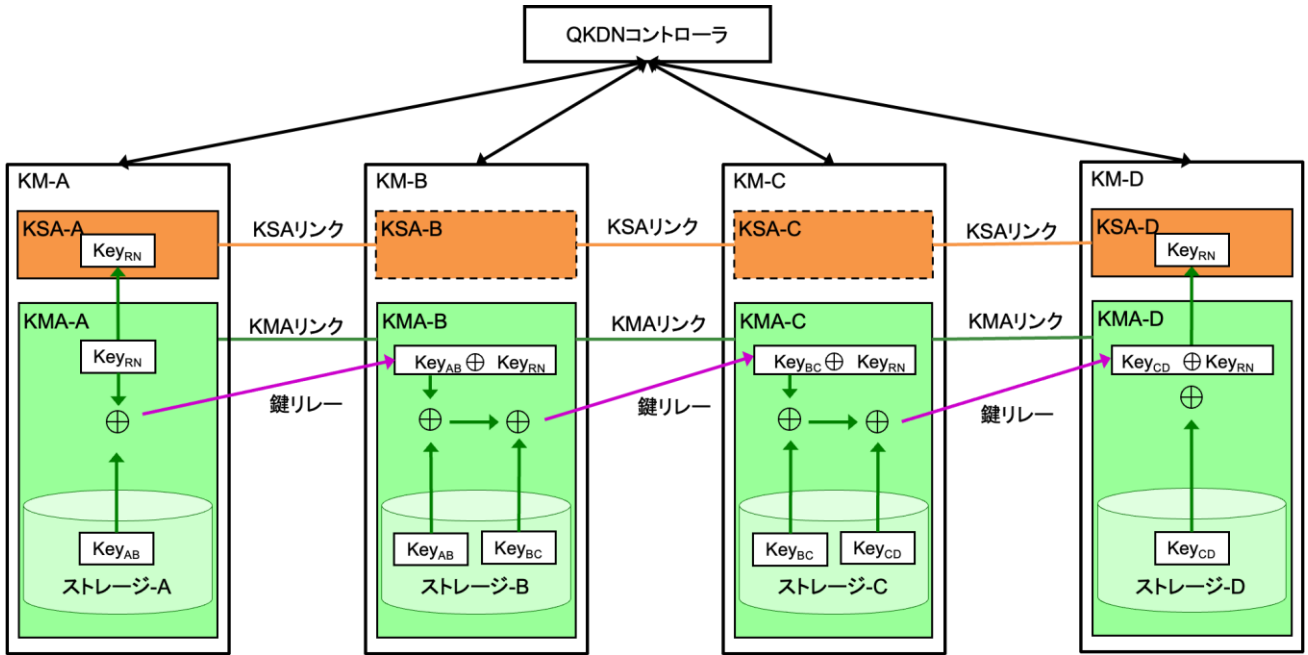 QKDNコントローラ
KM-A
KM-B
KM-C
KM-D
KSA-A
KeyRN
KSAリンク
KSA-B
KSAリンク
KSA-C
KSAリンク
KSA-D
KeyRN
KMA-A
KMAリンク
KMA-B
KMAリンク
KMA-C
KMAリンク
KMA-D
KeyRN
KeyAB ⊕ KeyRN
KeyBC ⊕ KeyRN
KeyCD ⊕ KeyRN
鍵リレー
鍵リレー
鍵リレー
⊕
⊕
⊕
⊕
⊕
⊕
KeyAB
KeyAB
KeyBC
KeyBC
KeyCD
KeyCD
ストレージ-A
ストレージ-B
ストレージ-C
ストレージ-D